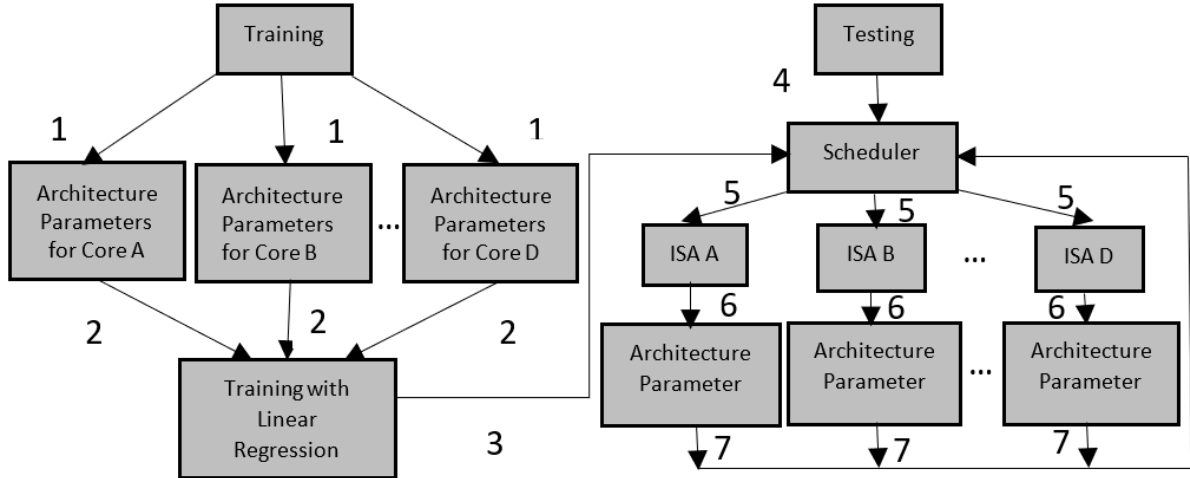 Training
1
1
1
Architecture
Parameters
for Core A
Architecture
Parameters
for Core B
...
Architecture
Parameters
for Core D
2
2
2
Training with
Linear
Regression
3
Testing
4
Scheduler
5
5
5
ISA A
ISA B
...
ISA D
6
6
6
Architecture
Parameter
Architecture
Parameter
...
Architecture
Parameter
7
7
7